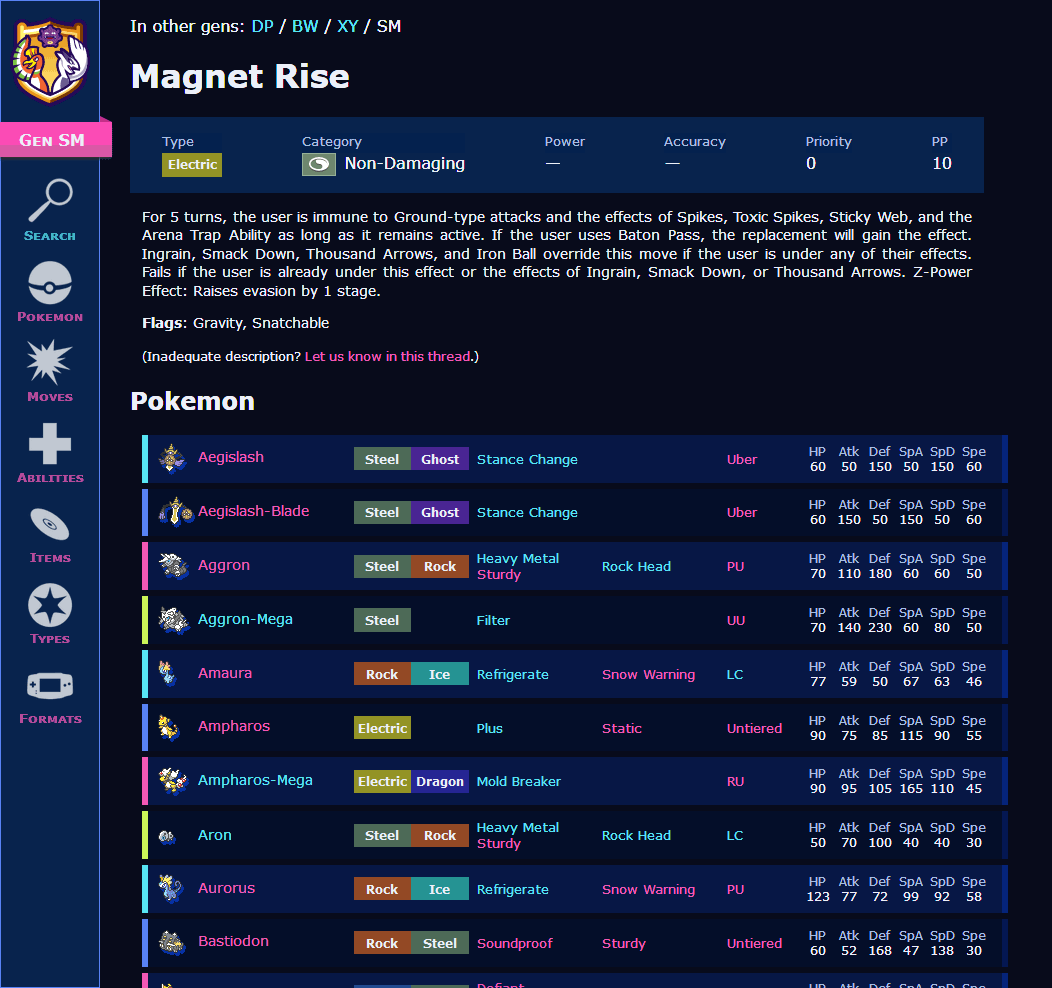 In other gens: DP / BW / XY / SM
Magnet Rise
GEN SM
SEARCH
POKEMON
MOVES
ABILITIES
ITEMS
TYPES
FORMATS
Type Category Power Accuracy Priority PP
Electric Non-Damaging — — 0 10
For 5 turns, the user is immune to Ground-type attacks and the effects of Spikes, Toxic Spikes, Sticky Web, and the
Arena Trap Ability as long as it remains active. If the user uses Baton Pass, the replacement will gain the effect.
Ingrain, Smack Down, Thousand Arrows, and Iron Ball override this move if the user is under any of their effects.
Fails if the user is already under this effect or the effects of Ingrain, Smack Down, or Thousand Arrows. Z-Power
Effect: Raises evasion by 1 stage.
Flags: Gravity, Snatchable
(Inadequate description? Let us know in this thread.)
Pokemon
Aegislash Steel Ghost Stance Change Uber HP Atk Def SpA SpD Spe
60 50 150 50 150 60
Aegislash-Blade Steel Ghost Stance Change Uber HP Atk Def SpA SpD Spe
60 150 50 150 50 60
Aggron Steel Rock Heavy Metal Rock Head PU HP Atk Def SpA SpD Spe
Sturdy 70 110 180 60 60 50
Aggron-Mega Steel Filter UU HP Atk Def SpA SpD Spe
70 140 230 60 80 50
Amaura Rock Ice Refrigerate Snow Warning LC HP Atk Def SpA SpD Spe
77 59 50 67 63 46
Ampharos Electric Plus Static Untiered HP Atk Def SpA SpD Spe
90 75 85 115 90 55
Ampharos-Mega Electric Dragon Mold Breaker RU HP Atk Def SpA SpD Spe
90 95 105 165 110 45
Aron Steel Rock Heavy Metal Rock Head LC HP Atk Def SpA SpD Spe
Sturdy 50 70 100 40 40 30
Aurorus Rock Ice Refrigerate Snow Warning PU HP Atk Def SpA SpD Spe
123 77 72 99 92 58
Bastiodon Rock Steel Soundproof Sturdy Untiered HP Atk Def SpA SpD Spe
60 52 168 47 138 30
Defiant HP Atk Def SpA SpD Spe